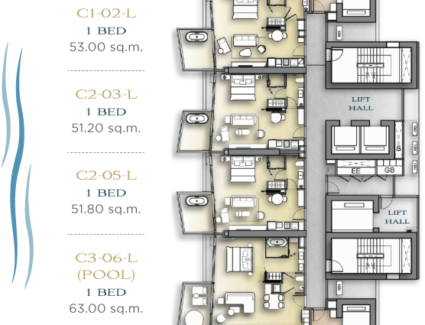 C1-02-L
1 BED
53.00 sq.m.
C2-03-L
1 BED
51.20 sq.m.
C2-05-L
1 BED
51.80 sq.m.
C3-06-L
(POOL)
1 BED
63.00 sq.m.
LIFT
HALL
EE
GB
LIFT
HALL